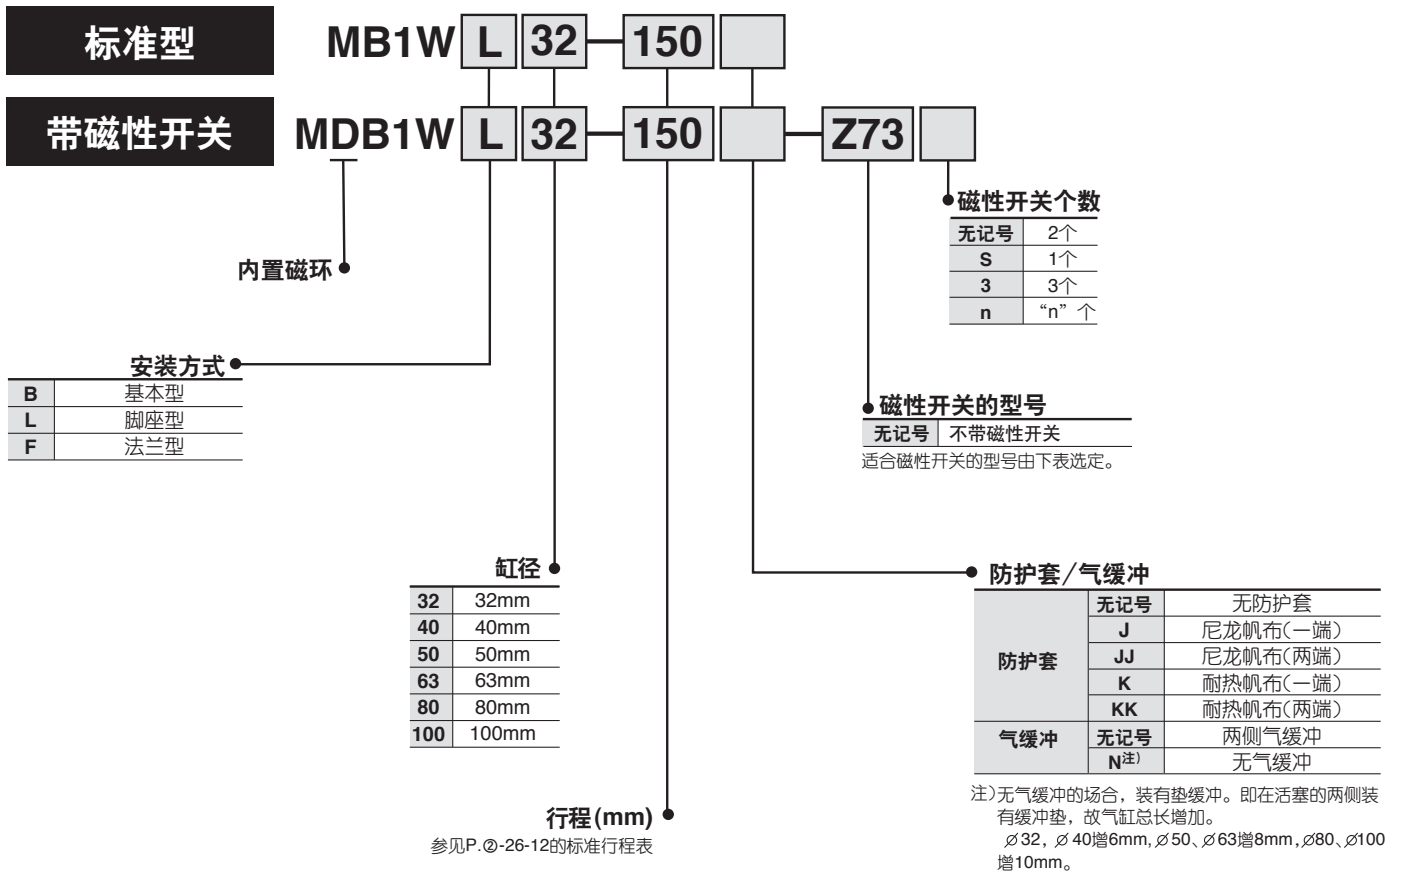 标准型 MB1W L 32 — 150
带磁性开关 MDB1W L 32 — 150 — Z73
磁性开关个数
无记号 2个
S 1个
3 3个
n “n”个
内置磁环
安装方式
B 基本型
L 脚座型
F 法兰型
磁性开关的型号
无记号 不带磁性开关
适合磁性开关的型号由下表选定。
缸径
32 32mm
40 40mm
50 50mm
63 63mm
80 80mm
100 100mm
防护套/气缓冲
防护套
无记号 无防护套
J 尼龙帆布(一端)
JJ 尼龙帆布(两端)
K 耐热帆布(一端)
KK 耐热帆布(两端)
气缓冲 无记号 两侧气缓冲
N注) 无气缓冲
注)无气缓冲的场合，装有垫缓冲。即在活塞的两侧装
有缓冲垫，故气缸总长增加。
∅32，∅40增6mm,∅50、∅63增8mm,∅80、∅100
增10mm。
行程(mm)
参见P.②-26-12的标准行程表